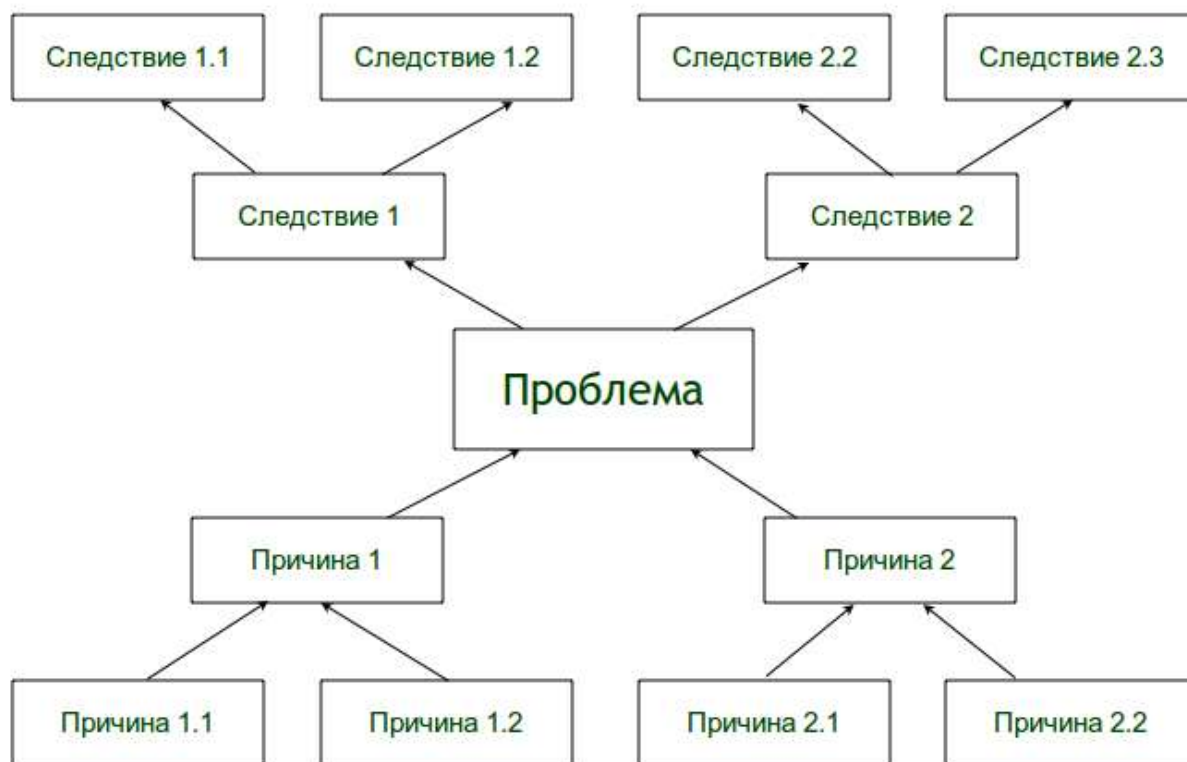 Следствие 1.1
Следствие 1.2
Следствие 2.2
Следствие 2.3
Следствие 1
Следствие 2
Проблема
Причина 1
Причина 2
Причина 1.1
Причина 1.2
Причина 2.1
Причина 2.2